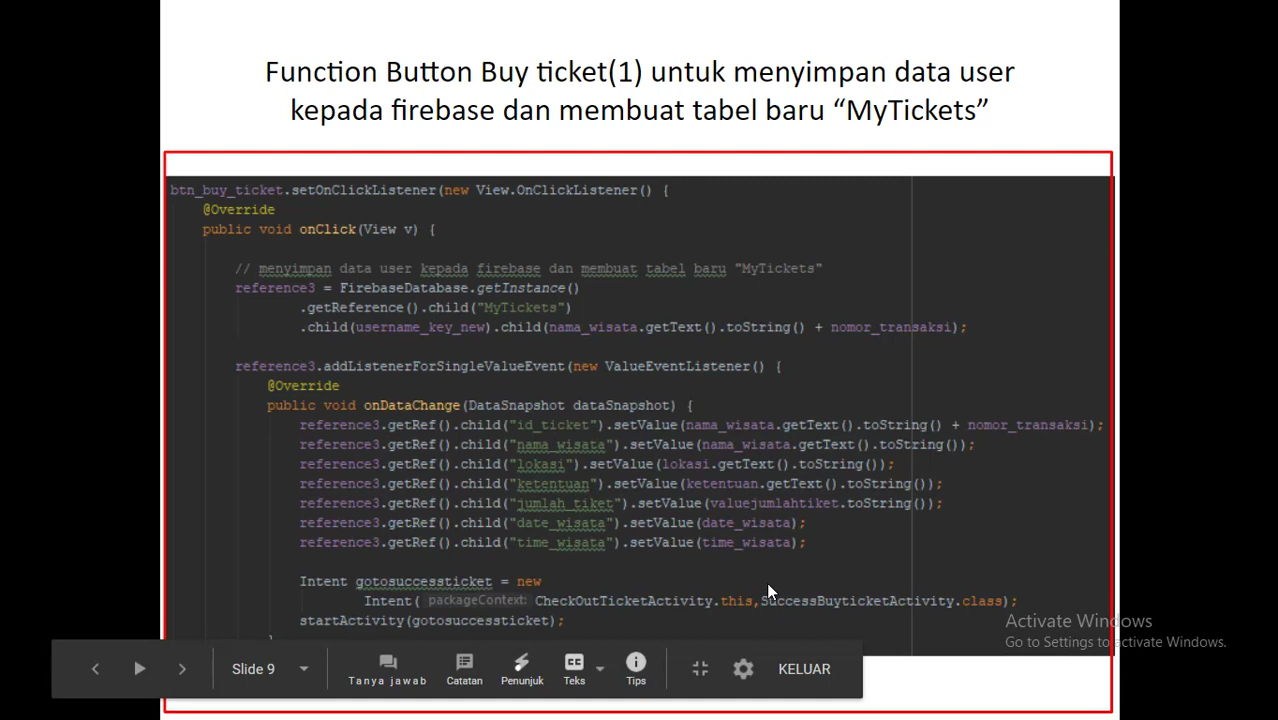 Function Button Buy ticket(1) untuk menyimpan data user
kepada firebase dan membuat tabel baru “MyTickets”
btn_buy_ticket.setOnClickListener(new View.OnClickListener() {
@Override
public void onClick(View v) {
// menyimpan data user kepada firebase dan membuat tabel baru "MyTickets"
reference3 = FirebaseDatabase.getInstance()
.getReference().child("MyTickets")
.child(username_key_new).child(nama_wisata.getText().toString() + nomor_transaksi);
reference3.addListenerForSingleValueEvent(new ValueEventListener() {
@Override
public void onDataChange(DataSnapshot dataSnapshot) {
reference3.getRef().child("id_ticket").setValue(nama_wisata.getText().toString() + nomor_transaksi);
reference3.getRef().child("nama_wisata").setValue(nama_wisata.getText().toString());
reference3.getRef().child("lokasi").setValue(lokasi.getText().toString());
reference3.getRef().child("ketentuan").setValue(ketentuan.getText().toString());
reference3.getRef().child("jumlah_tiket").setValue(valuejumlahtiket.toString());
reference3.getRef().child("date_wisata").setValue(date_wisata);
reference3.getRef().child("time_wisata").setValue(time_wisata);
Intent gotosuccessticket = new
Intent( packageContext: CheckOutTicketActivity.this,SuccessBuyticketActivity.class);
startActivity(gotosuccessticket);
Activate Windows
Go to Settings to activate Windows.
Slide 9
Tanya jawab
Catatan
Penunjuk
Teks
Tips
KELUAR